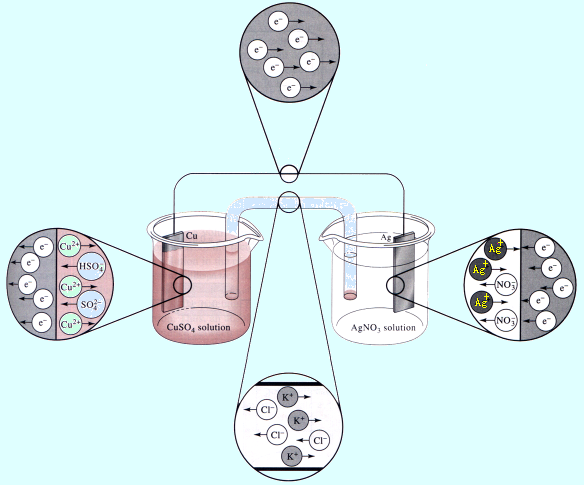 e⁻
e⁻
e⁻
e⁻
e⁻
e⁻
Cu
Ag
e⁻
e⁻
e⁻
e⁻
e⁻
Cu²⁺
HSO₄⁻
Cu²⁺
SO₄²⁻
Cu²⁺
CuSO₄ solution
AgNO₃ solution
Ag⁺
Ag⁺
NO₃⁻
Ag⁺
NO₃⁻
e⁻
e⁻
e⁻
e⁻
e⁻
K⁺
Cl⁻
K⁺
Cl⁻
Cl⁻
K⁺